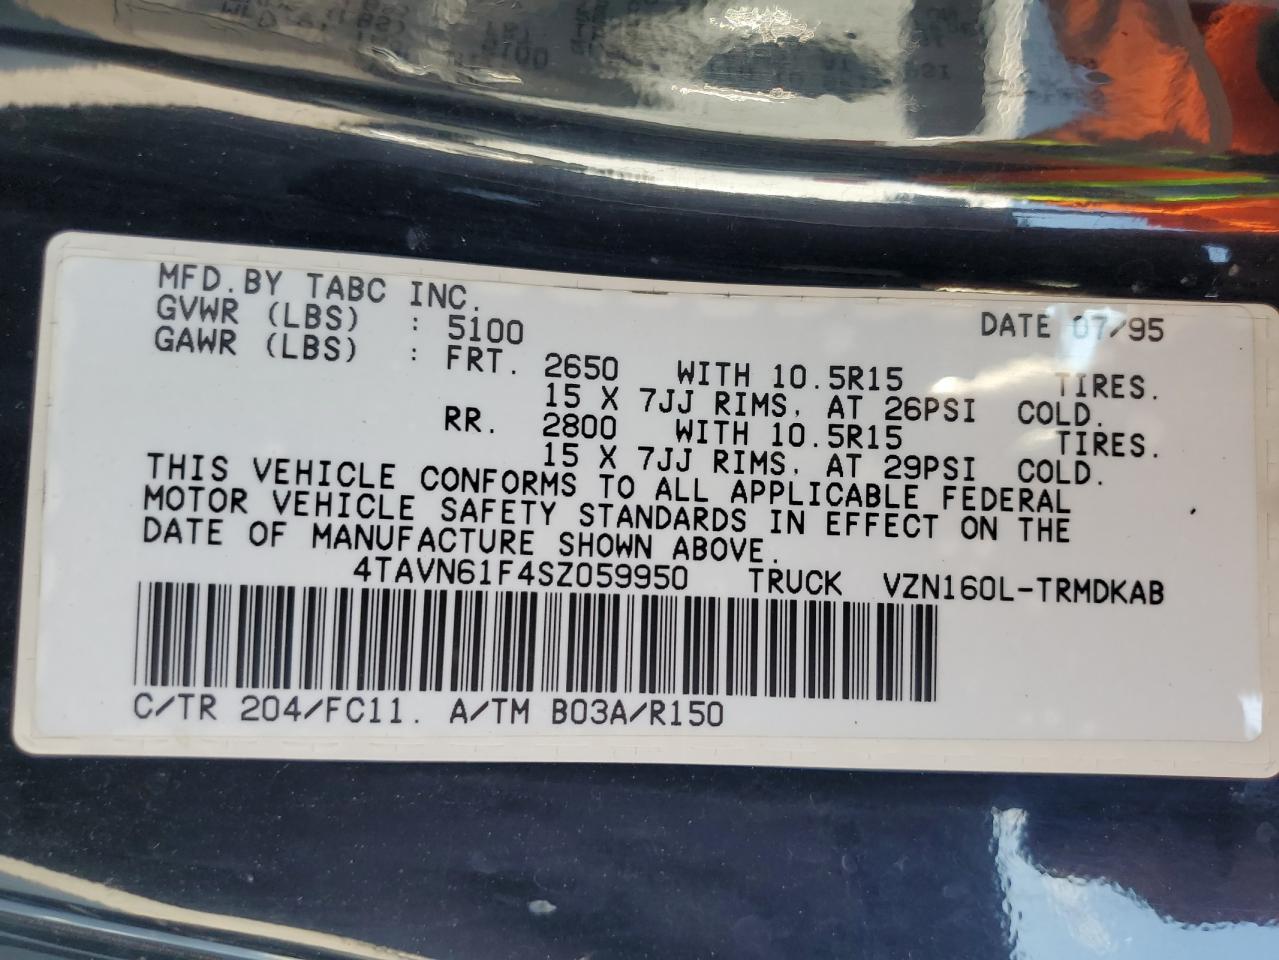 MFD.BY TABC INC.
GVWR (LBS) : 5100 DATE 07/95
GAWR (LBS) : FRT. 2650 WITH 10.5R15 TIRES.
15 X 7JJ RIMS. AT 26PSI COLD.
RR. 2800 WITH 10.5R15 TIRES.
15 X 7JJ RIMS. AT 29PSI COLD.
THIS VEHICLE CONFORMS TO ALL APPLICABLE FEDERAL
MOTOR VEHICLE SAFETY STANDARDS IN EFFECT ON THE
DATE OF MANUFACTURE SHOWN ABOVE.
4TAVN61F4SZ059950 TRUCK VZN160L-TRMDKAB
C/TR 204/FC11. A/TM B03A/R150